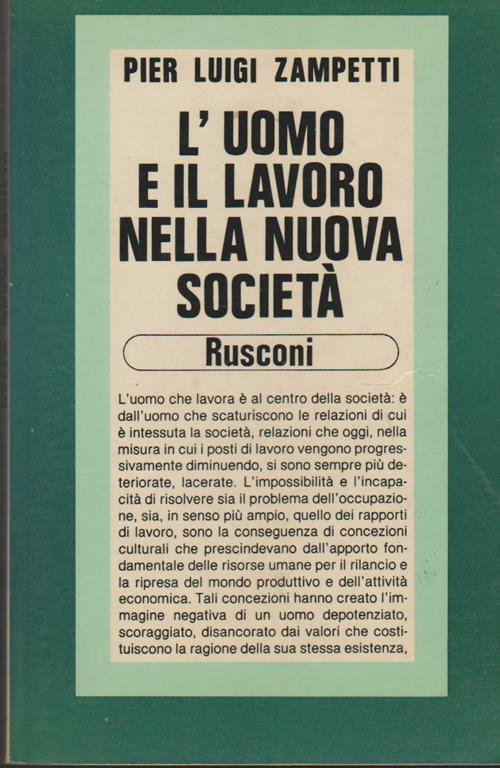 PIER LUIGI ZAMPETTI
L'UOMO
E IL LAVORO
NELLA NUOVA
SOCIETÀ
Rusconi
L'uomo che lavora è al centro della società: è
dall'uomo che scaturiscono le relazioni di cui
è intessuta la società, relazioni che oggi, nella
misura in cui i posti di lavoro vengono progres-
sivamente diminuendo, si sono sempre più de-
teriorate, lacerate. L'impossibilità e l'incapa-
cità di risolvere sia il problema dell'occupazio-
ne, sia, in senso più ampio, quello dei rapporti
di lavoro, sono la conseguenza di concezioni
culturali che prescindevano dall'apporto fon-
damentale delle risorse umane per il rilancio e
la ripresa del mondo produttivo e dell'attività
economica. Tali concezioni hanno creato l'im-
magine negativa di un uomo depotenziato,
scoraggiato, disancorato dai valori che costi-
tuiscono la ragione della sua stessa esistenza,